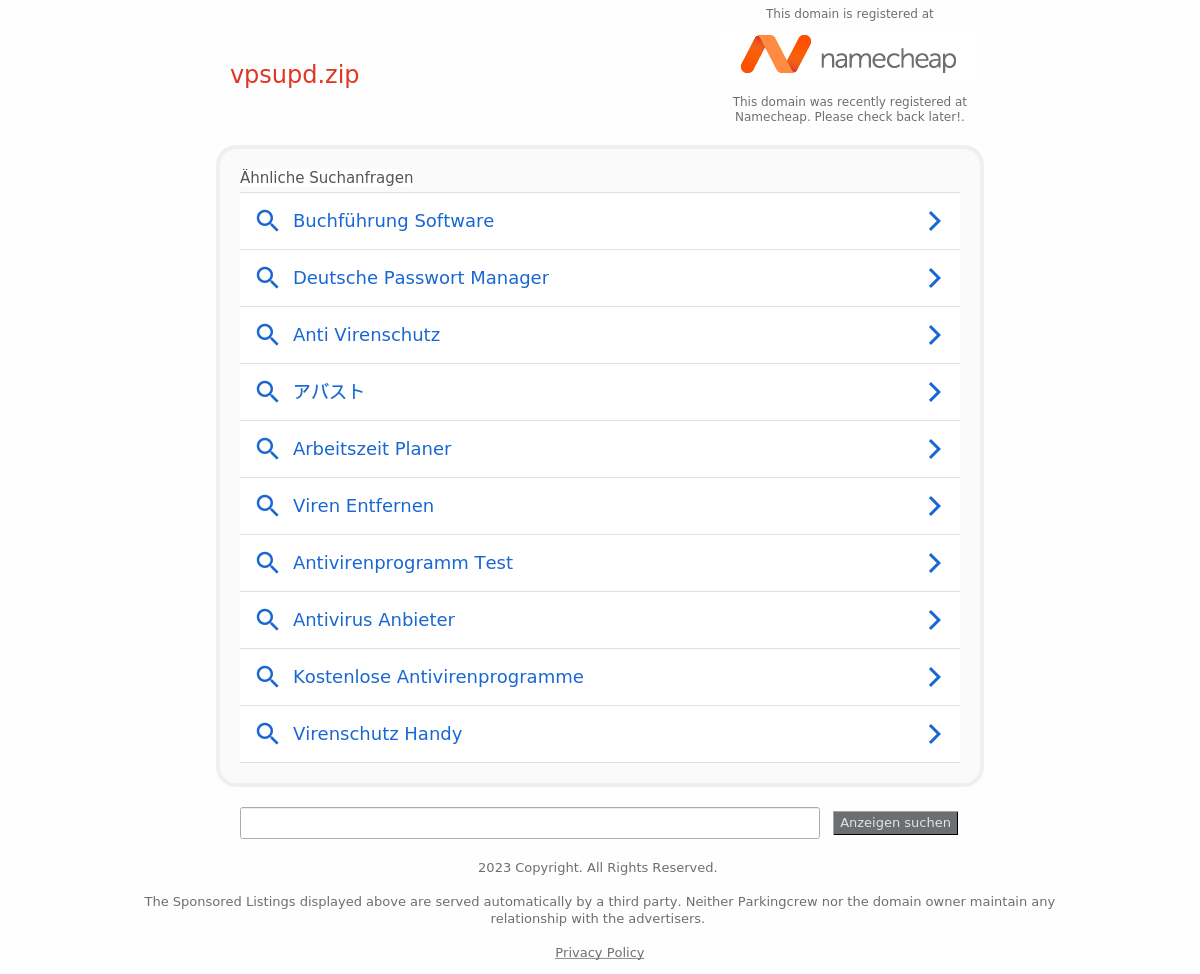 This domain is registered at
namecheap
vpsupd.zip
This domain was recently registered at
Namecheap. Please check back later!.
Ähnliche Suchanfragen
Buchführung Software
Deutsche Passwort Manager
Anti Virenschutz
アバスト
Arbeitszeit Planer
Viren Entfernen
Antivirenprogramm Test
Antivirus Anbieter
Kostenlose Antivirenprogramme
Virenschutz Handy
Anzeigen suchen
2023 Copyright. All Rights Reserved.
The Sponsored Listings displayed above are served automatically by a third party. Neither Parkingcrew nor the domain owner maintain any
relationship with the advertisers.
Privacy Policy